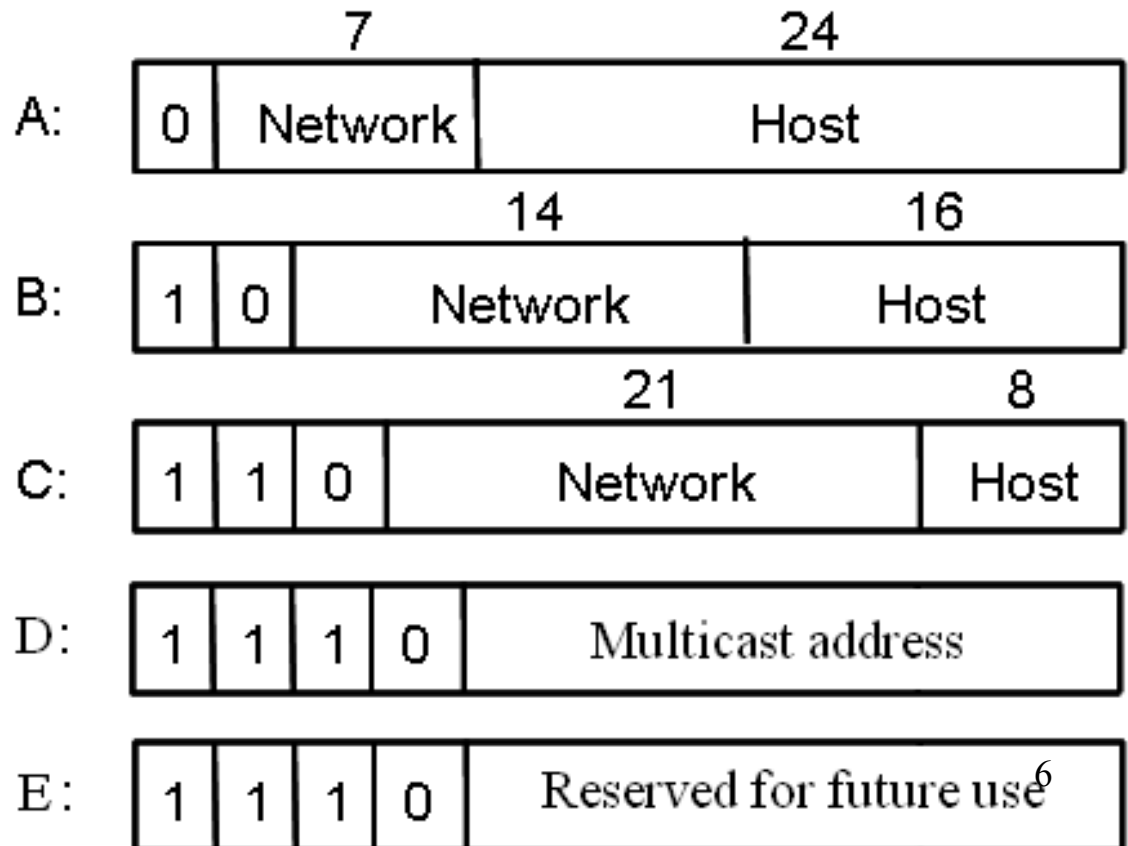 7 24
A: 0 Network Host
14 16
B: 1 0 Network Host
21 8
C: 1 1 0 Network Host
D: 1 1 1 0 Multicast address
E: 1 1 1 0 Reserved for future use 6